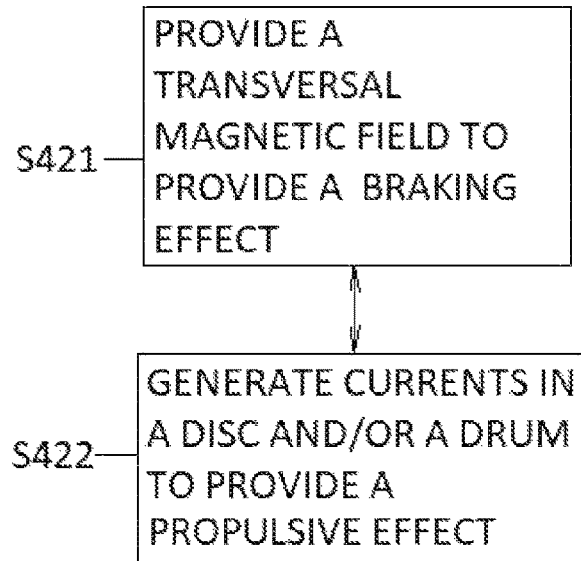 PROVIDE A
TRANSVERSAL
MAGNETIC FIELD TO
S421
PROVIDE A BRAKING
EFFECT
GENERATE CURRENTS IN
A DISC AND/OR A DRUM
S422
TO PROVIDE A
PROPULSIVE EFFECT